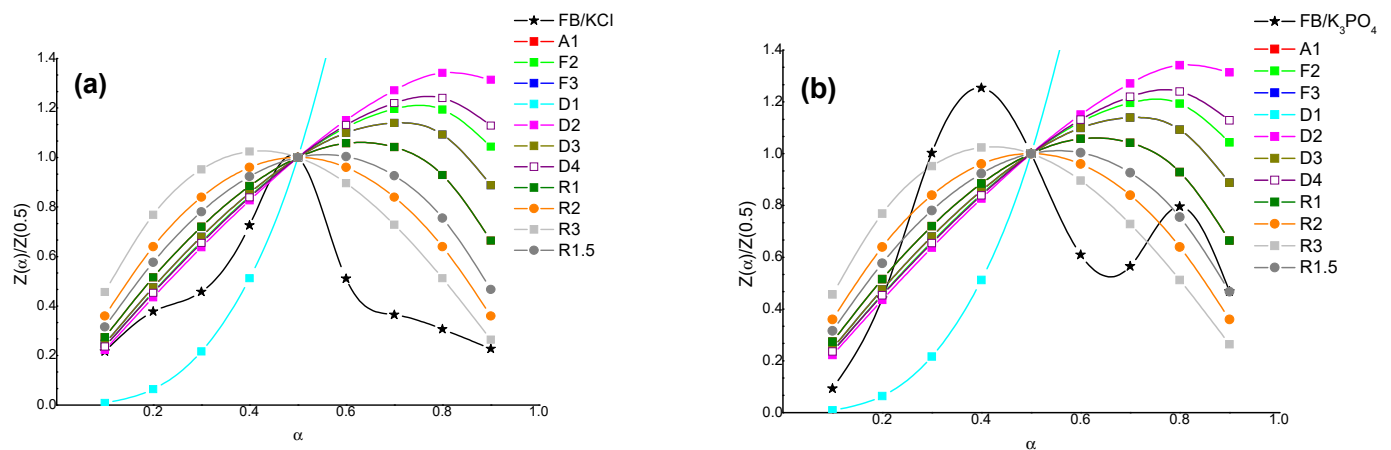 (a)
Z(α)/Z(0.5)
1.4
1.2
1.0
0.8
0.6
0.4
0.2
0.0
0.2
0.4
0.6
0.8
1.0
α
FB/KCl
A1
F2
F3
D1
D2
D3
D4
R1
R2
R3
R1.5
(b)
Z(α)/Z(0.5)
1.4
1.2
1.0
0.8
0.6
0.4
0.2
0.0
0.2
0.4
0.6
0.8
1.0
α
FB/K₃PO₄
A1
F2
F3
D1
D2
D3
D4
R1
R2
R3
R1.5